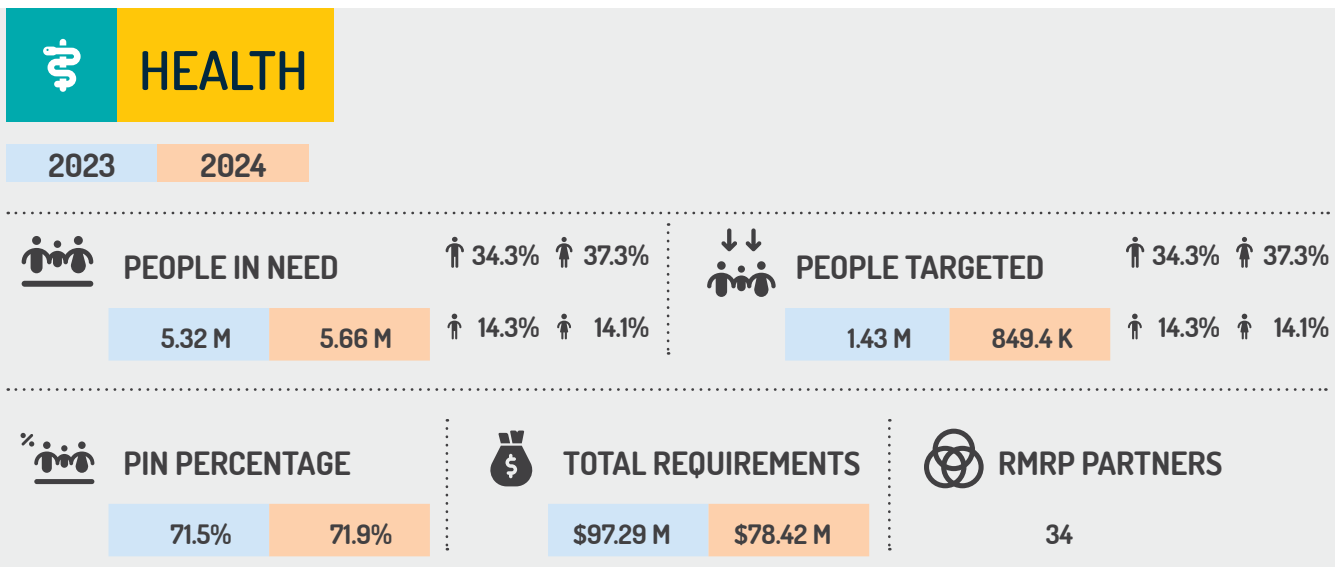 HEALTH
2023 2024
PEOPLE IN NEED
34.3% 37.3%
5.32 M 5.66 M
14.3% 14.1%
PEOPLE TARGETED
34.3% 37.3%
1.43 M 849.4 K
14.3% 14.1%
% PIN PERCENTAGE
71.5% 71.9%
$ TOTAL REQUIREMENTS
$97.29 M $78.42 M
RMRP PARTNERS
34